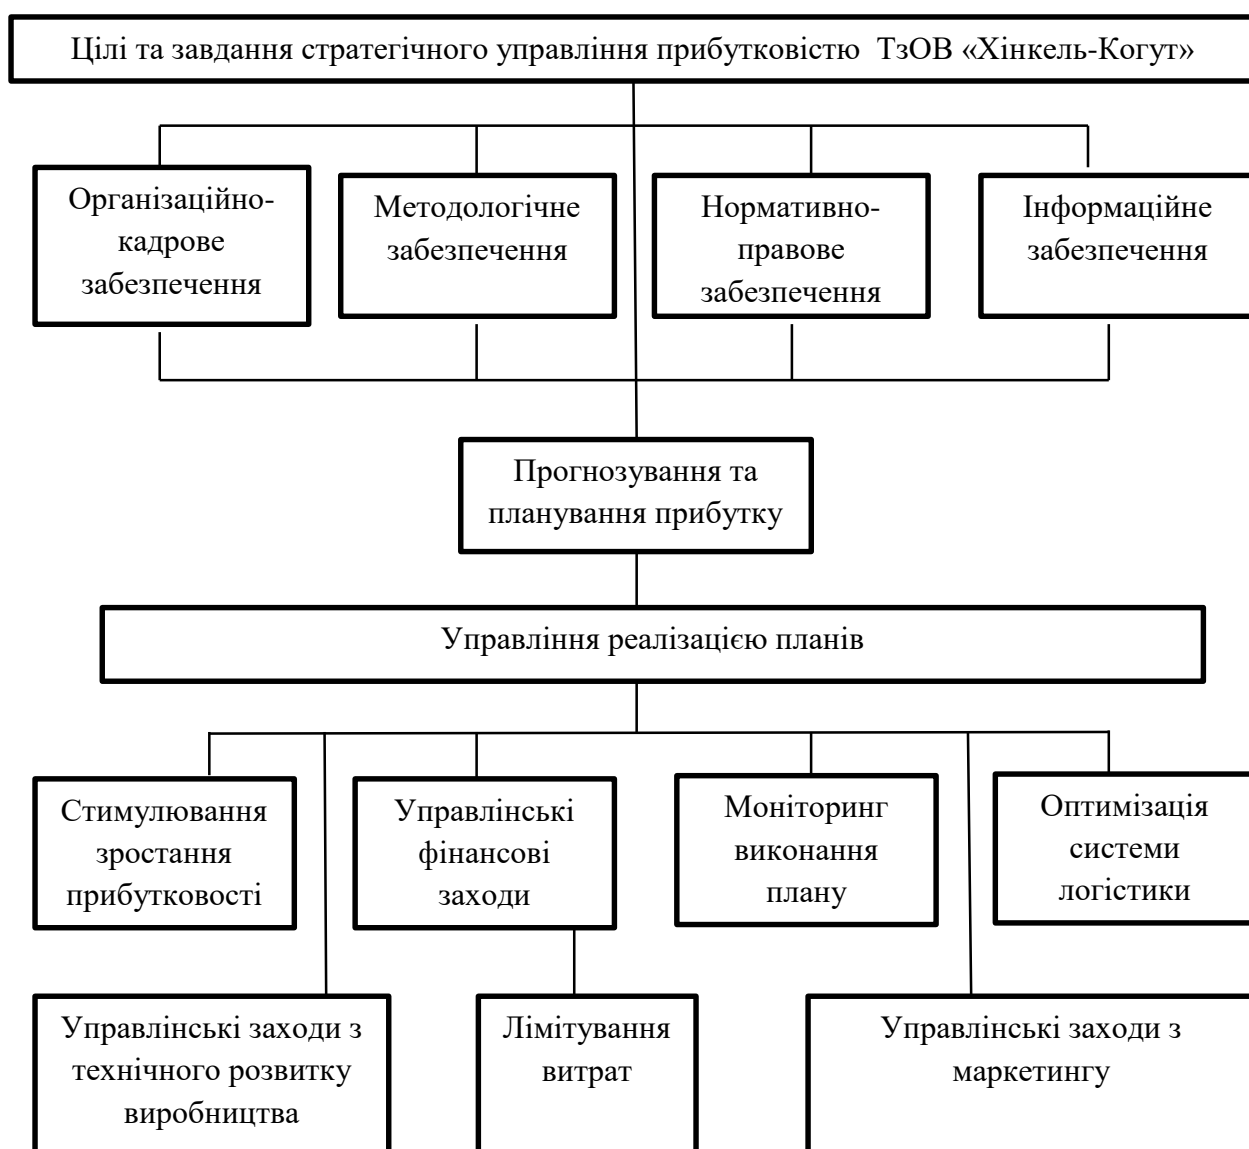 Цілі та завдання стратегічного управління прибутковістю ТзОВ «Хінкель-Когут»
Організаційно-
кадрове
забезпечення
Методологічне
забезпечення
Нормативно-
правове
забезпечення
Інформаційне
забезпечення
Прогнозування та
планування прибутку
Управління реалізацією планів
Стимулювання
зростання
прибутковості
Управлінські
фінансові
заходи
Моніторинг
виконання
плану
Оптимізація
системи
логістики
Управлінські заходи з
технічного розвитку
виробництва
Лімітування
витрат
Управлінські заходи з
маркетингу